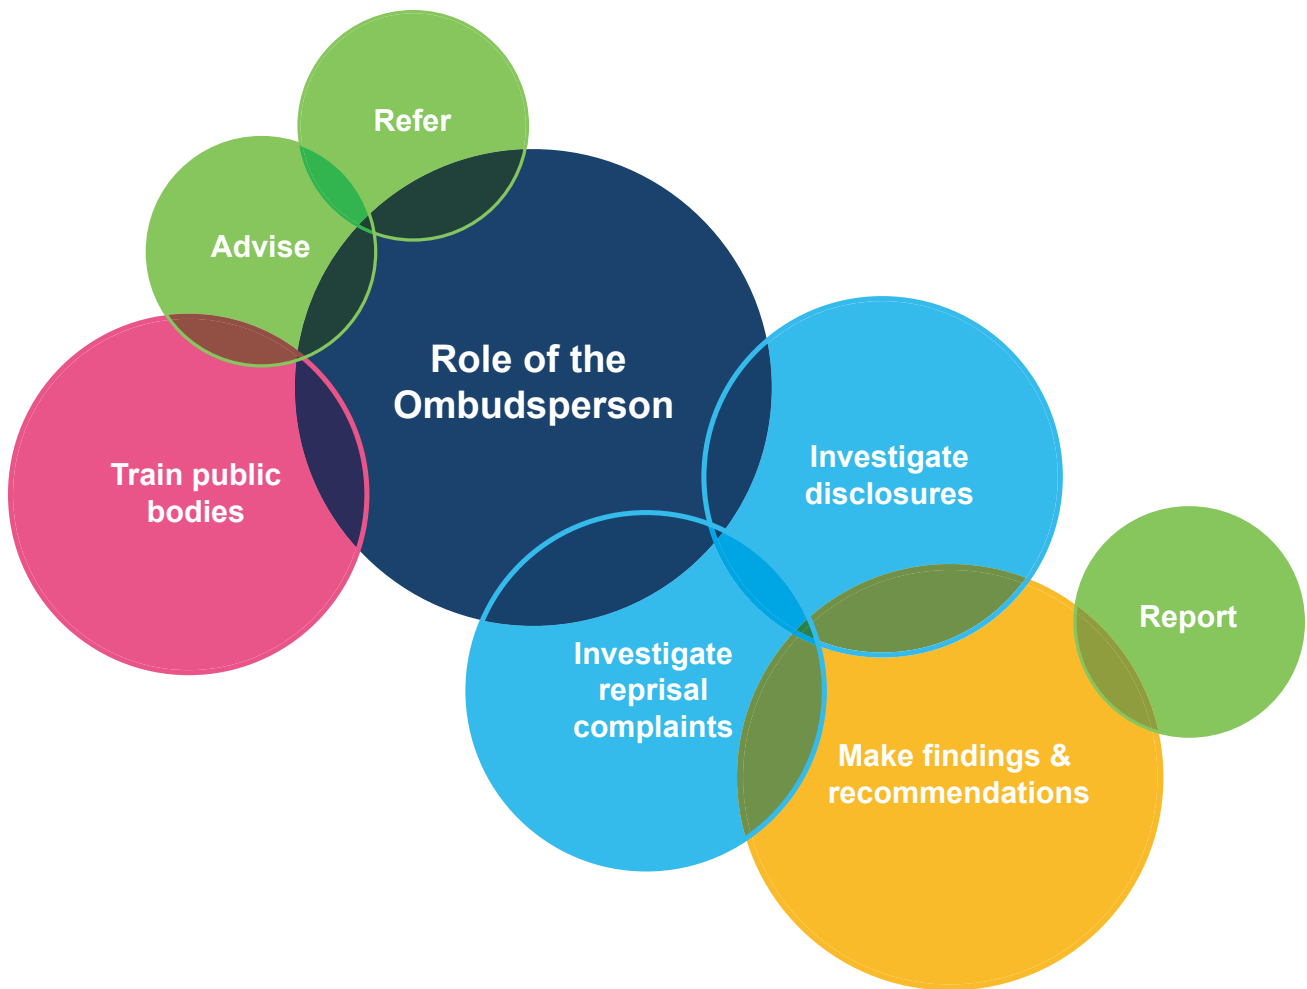 Refer
Advise
Role of the
Ombudsperson
Train public
bodies
Investigate
disclosures
Report
Investigate
reprisal
complaints
Make findings &
recommendations